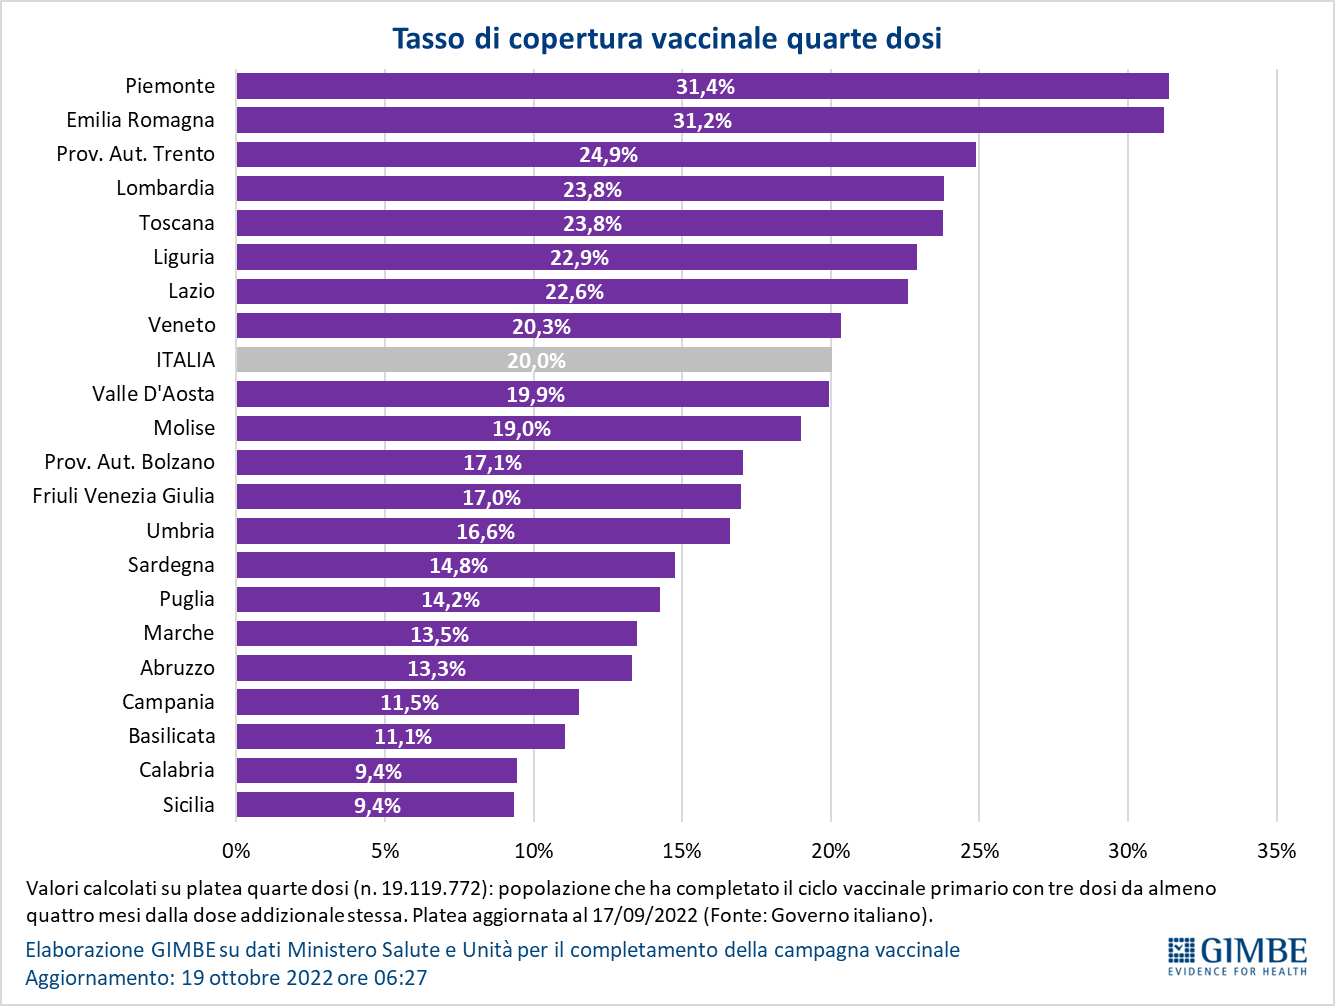 Tasso di copertura vaccinale quarte dosi
Piemonte 31,4%
Emilia Romagna 31,2%
Prov. Aut. Trento 24,9%
Lombardia 23,8%
Toscana 23,8%
Liguria 22,9%
Lazio 22,6%
Veneto 20,3%
ITALIA 20,0%
Valle D'Aosta 19,9%
Molise 19,0%
Prov. Aut. Bolzano 17,1%
Friuli Venezia Giulia 17,0%
Umbria 16,6%
Sardegna 14,8%
Puglia 14,2%
Marche 13,5%
Abruzzo 13,3%
Campania 11,5%
Basilicata 11,1%
Calabria 9,4%
Sicilia 9,4%
0% 5% 10% 15% 20% 25% 30% 35%
Valori calcolati su platea quarte dosi (n. 19.119.772): popolazione che ha completato il ciclo vaccinale primario con tre dosi da almeno
quattro mesi dalla dose addizionale stessa. Platea aggiornata al 17/09/2022 (Fonte: Governo italiano).
Elaborazione GIMBE su dati Ministero Salute e Unità per il completamento della campagna vaccinale
Aggiornamento: 19 ottobre 2022 ore 06:27
GIMBE
EVIDENCE FOR HEALTH